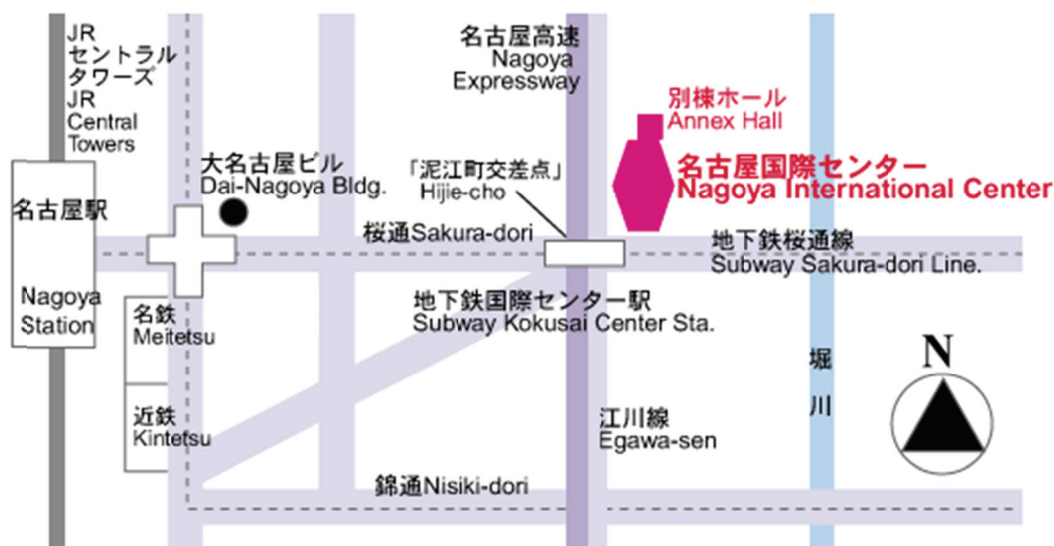 JR
セントラル
タワーズ
JR
Central
Towers
名古屋高速
Nagoya
Expressway
別棟ホール
Annex Hall
大名古屋ビル
Dai-Nagoya Bldg.
「泥江町交差点」
Hijie-cho
名古屋国際センター
Nagoya International Center
名古屋駅
Nagoya
Station
桜通Sakura-dori
地下鉄桜通線
Subway Sakura-dori Line.
名鉄
Meitetsu
地下鉄国際センター駅
Subway Kokusai Center Sta.
堀
川
N
近鉄
Kintetsu
江川線
Egawa-sen
錦通Nisiki-dori